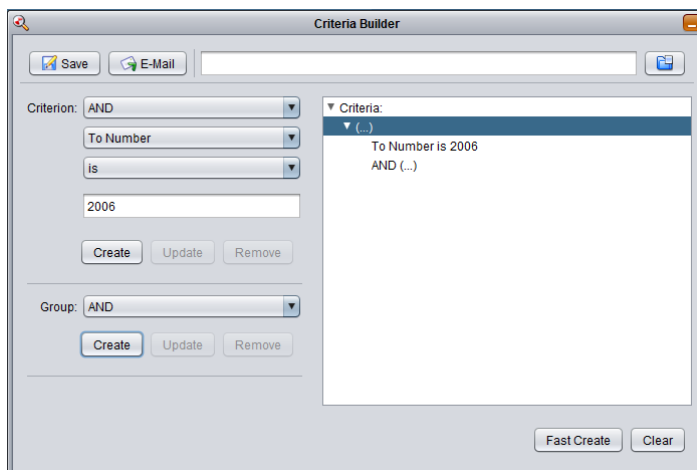 Criteria Builder
Save E-Mail
Criterion: AND
To Number
is
2006
Create Update Remove
Group: AND
Create Update Remove
Criteria:
(...)
To Number is 2006
AND (...)
Fast Create Clear